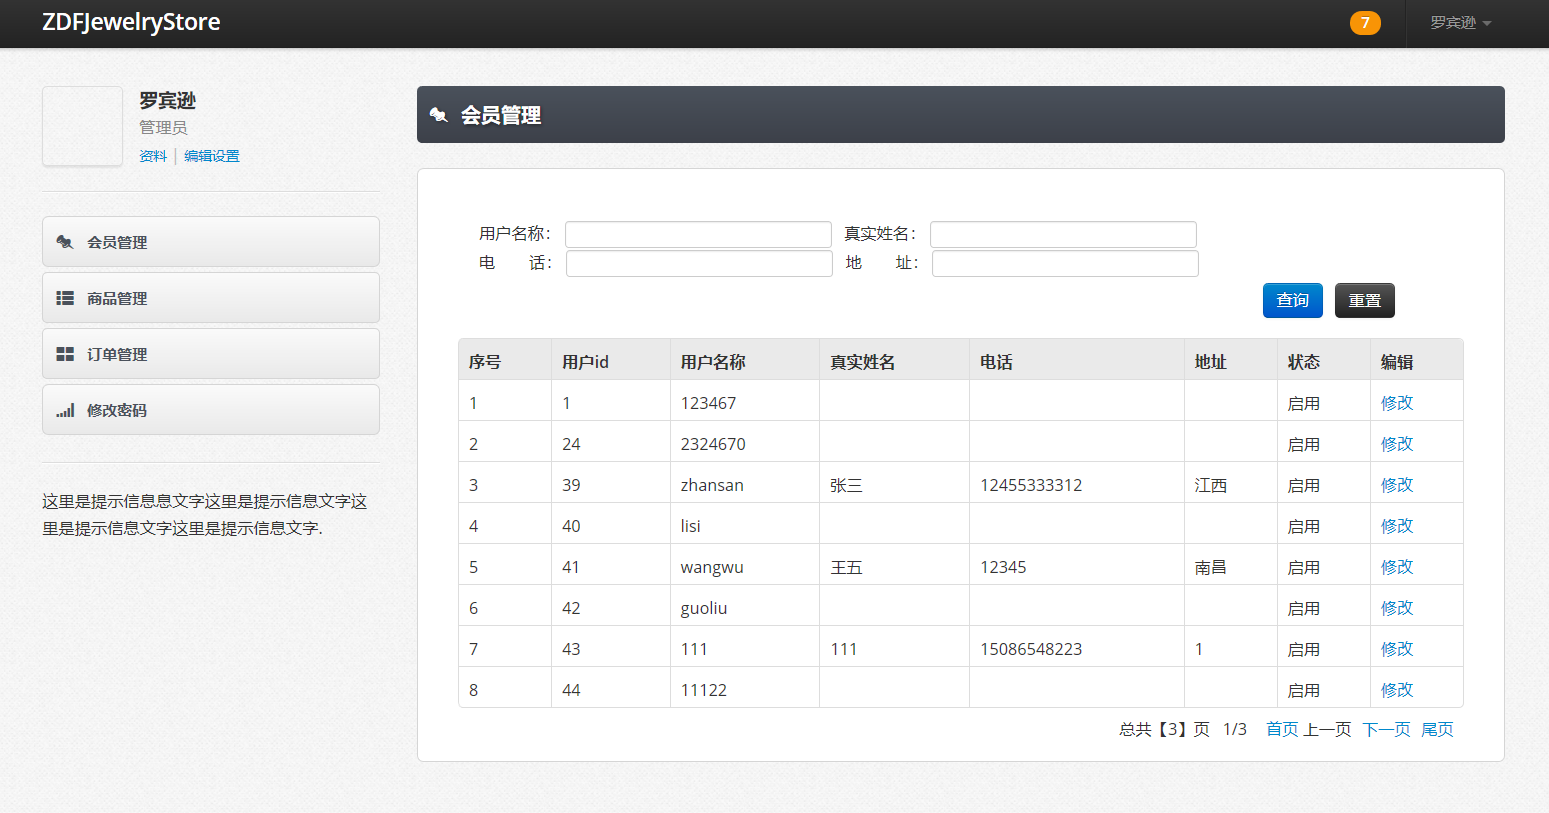 ZDFJewelryStore
7
罗宾逊
罗宾逊
管理员
资料 | 编辑设置
会员管理
商品管理
订单管理
修改密码
这里是提示信息息文字这里是提示信息文字这
里是提示信息文字这里是提示信息文字.
会员管理
用户名称： 真实姓名：
电 话： 地 址：
查询 重置
序号 用户id 用户名称 真实姓名 电话 地址 状态 编辑
1 1 123467 启用 修改
2 24 2324670 启用 修改
3 39 zhansan 张三 12455333312 江西 启用 修改
4 40 lisi 启用 修改
5 41 wangwu 王五 12345 南昌 启用 修改
6 42 guoliu 启用 修改
7 43 111 111 15086548223 1 启用 修改
8 44 11122 启用 修改
总共【3】页 1/3 首页 上一页 下一页 尾页